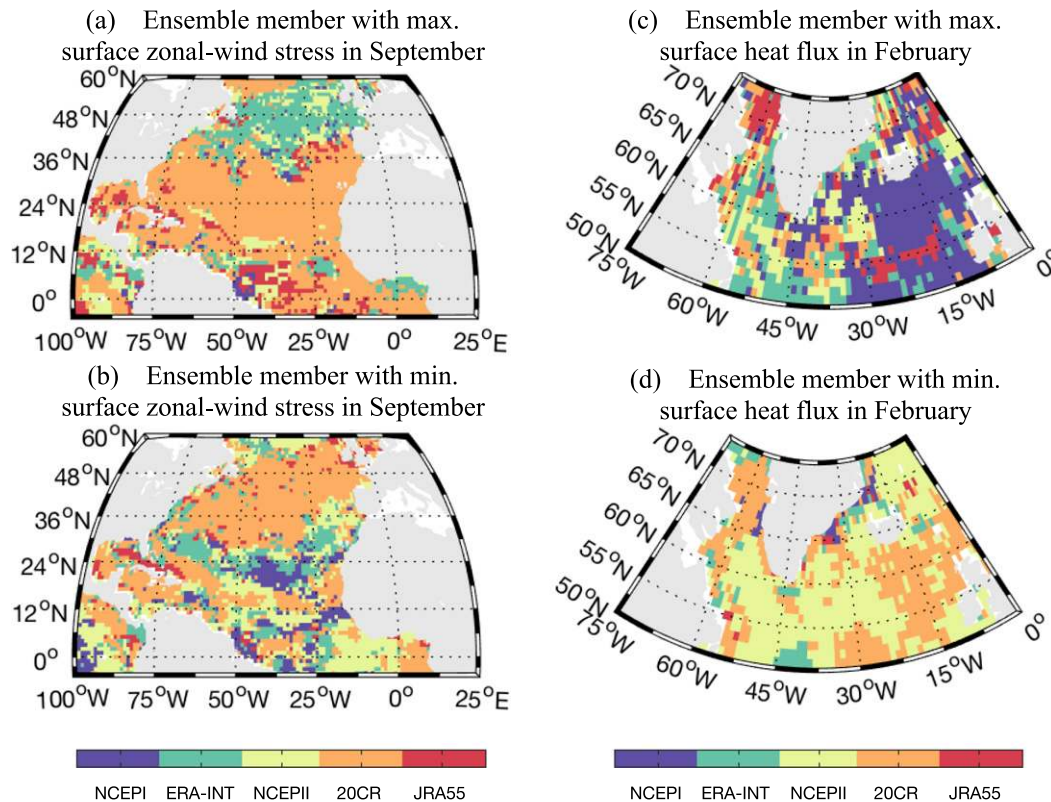 (a) Ensemble member with max.
surface zonal-wind stress in September
60°N
48°N
36°N
24°N
12°N
0°
100°W 75°W 50°W 25°W 0° 25°E
(b) Ensemble member with min.
surface zonal-wind stress in September
60°N
48°N
36°N
24°N
12°N
0°
100°W 75°W 50°W 25°W 0° 25°E
NCEPI ERA-INT NCEPII 20CR JRA55
(c) Ensemble member with max.
surface heat flux in February
70°N
65°N
60°N
55°N
50°N
75°W 60°W 45°W 30°W 15°W 0°
(d) Ensemble member with min.
surface heat flux in February
70°N
65°N
60°N
55°N
50°N
75°W 60°W 45°W 30°W 15°W 0°
NCEPI ERA-INT NCEPII 20CR JRA55